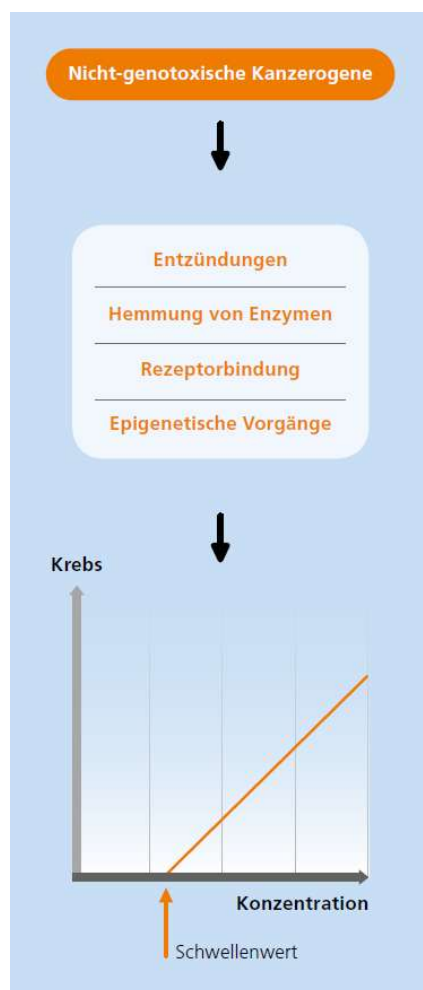 Nicht-genotoxische Kanzerogene
Entzündungen
Hemmung von Enzymen
Rezeptorbindung
Epigenetische Vorgänge
Krebs
Konzentration
Schwellenwert